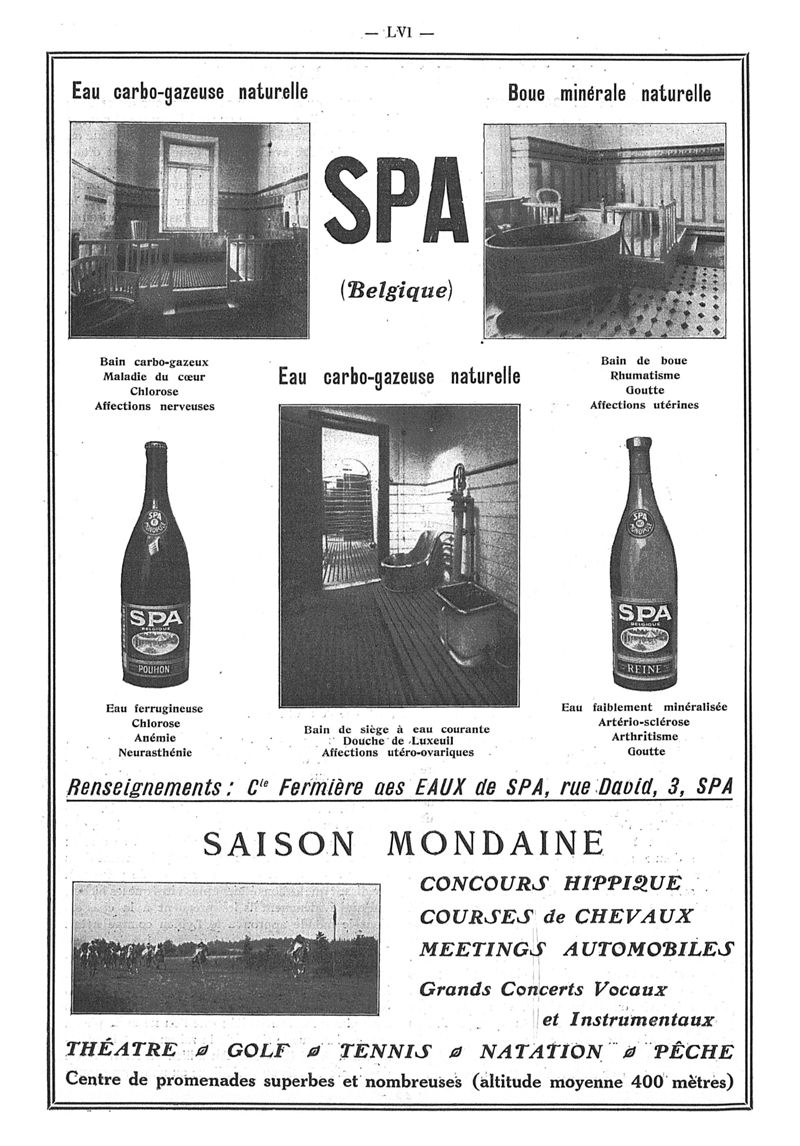 — LVI —
Eau carbo-gazeuse naturelle
Boue minérale naturelle
SPA
(Belgique)
Bain carbo-gazeux
Maladie du cœur
Chlorose
Affections nerveuses
Bain de boue
Rhumatisme
Goutte
Affections utérines
Eau carbo-gazeuse naturelle
SPA
MONOPOLE
SPA
BELGIQUE
POUHON
SPA
MONOPOLE
SPA
BELGIQUE
REINE
Eau ferrugineuse
Chlorose
Anémie
Neurasthénie
Bain de siège à eau courante
Douche de Luxeuil
Affections utéro-ovariques
Eau faiblement minéralisée
Artério-sclérose
Arthritisme
Goutte
Renseignements : Cie Fermière des EAUX de SPA, rue David, 3, SPA
SAISON MONDAINE
CONCOURS HIPPIQUE
COURSES de CHEVAUX
MEETINGS AUTOMOBILES
Grands Concerts Vocaux
et Instrumentaux
THÉATRE GOLF TENNIS NATATION PÊCHE
Centre de promenades superbes et nombreuses (altitude moyenne 400 mètres)